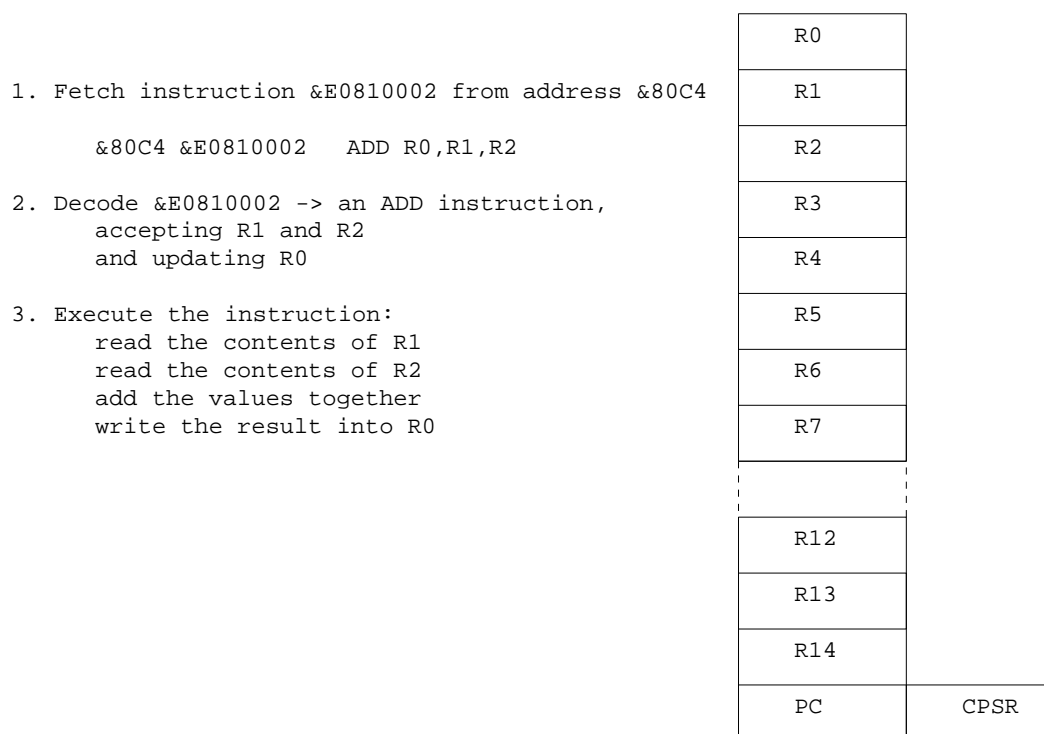 1. Fetch instruction &E0810002 from address &80C4
&80C4 &E0810002 ADD R0,R1,R2
2. Decode &E0810002 -> an ADD instruction,
accepting R1 and R2
and updating R0
3. Execute the instruction:
read the contents of R1
read the contents of R2
add the values together
write the result into R0
R0
R1
R2
R3
R4
R5
R6
R7
R12
R13
R14
PC CPSR